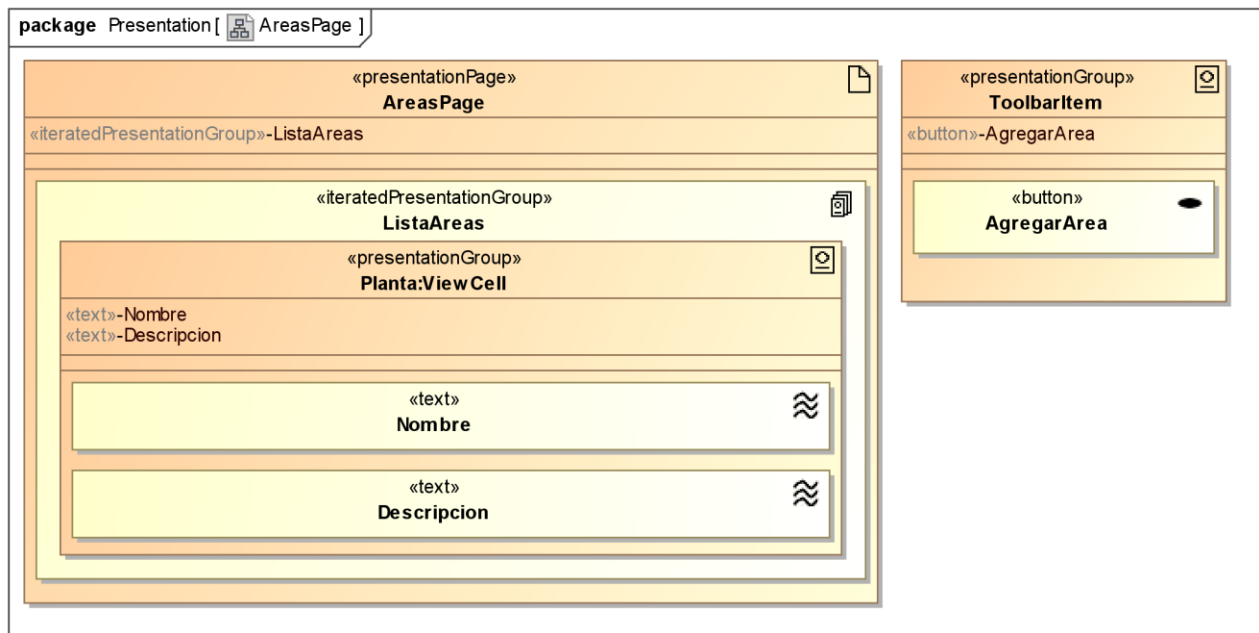 package Presentation [ AreasPage ]
«presentationPage»
AreasPage
«iteratedPresentationGroup»-ListaAreas
«iteratedPresentationGroup»
ListaAreas
«presentationGroup»
Planta:ViewCell
«text»-Nombre
«text»-Descripcion
«text»
Nombre
«text»
Descripcion
«presentationGroup»
ToolbarItem
«button»-AgregarArea
«button»
AgregarArea